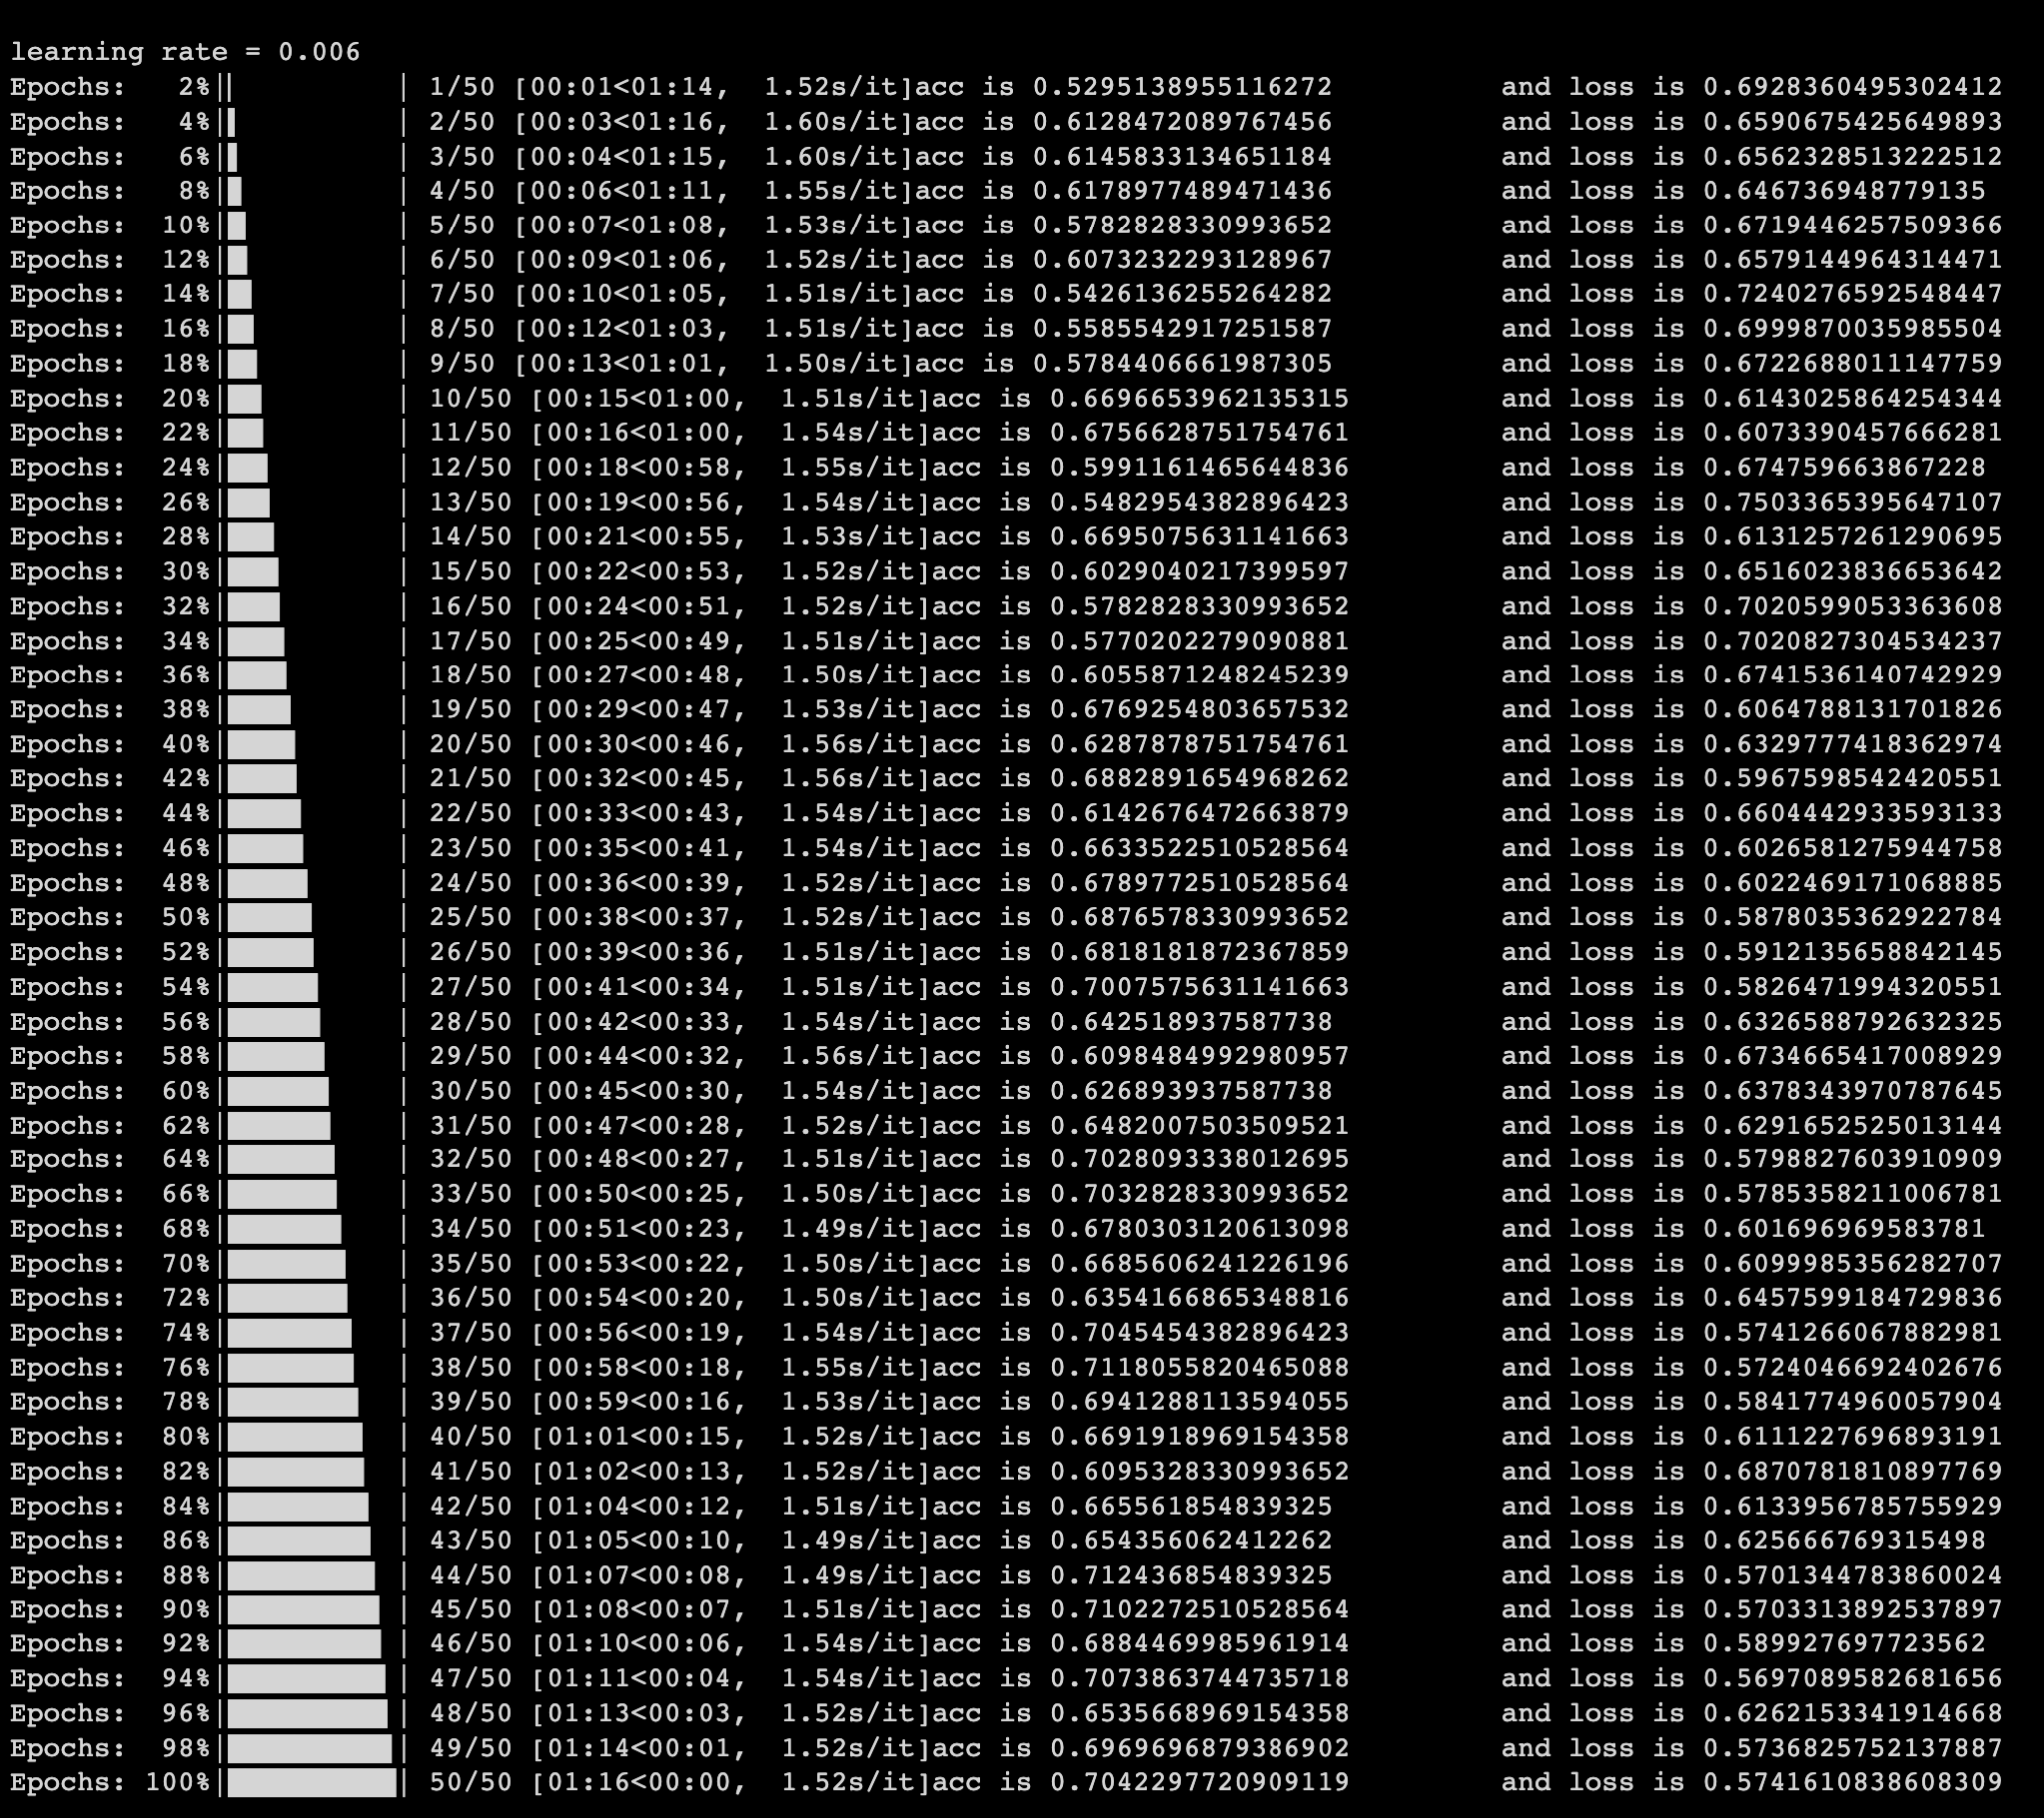 learning rate = 0.006
Epochs:   2%||          | 1/50 [00:01<01:14,  1.52s/it]acc is 0.5295138955116272          and loss is 0.6928360495302412
Epochs:   4%|▍         | 2/50 [00:03<01:16,  1.60s/it]acc is 0.6128472089767456          and loss is 0.6590675425649893
Epochs:   6%|▌         | 3/50 [00:04<01:15,  1.60s/it]acc is 0.6145833134651184          and loss is 0.6562328513222512
Epochs:   8%|▊         | 4/50 [00:06<01:11,  1.55s/it]acc is 0.6178977489471436          and loss is 0.646736948779135
Epochs:  10%|█         | 5/50 [00:07<01:08,  1.53s/it]acc is 0.5782828330993652          and loss is 0.6719446257509366
Epochs:  12%|█▏        | 6/50 [00:09<01:06,  1.52s/it]acc is 0.6073232293128967          and loss is 0.6579144964314471
Epochs:  14%|█▍        | 7/50 [00:10<01:05,  1.51s/it]acc is 0.5426136255264282          and loss is 0.7240276592548447
Epochs:  16%|█▌        | 8/50 [00:12<01:03,  1.51s/it]acc is 0.5585542917251587          and loss is 0.6999870035985504
Epochs:  18%|█▊        | 9/50 [00:13<01:01,  1.50s/it]acc is 0.5784406661987305          and loss is 0.6722688011147759
Epochs:  20%|██        | 10/50 [00:15<01:00,  1.51s/it]acc is 0.6696653962135315         and loss is 0.6143025864254344
Epochs:  22%|██▏       | 11/50 [00:16<01:00,  1.54s/it]acc is 0.6756628751754761         and loss is 0.6073390457666281
Epochs:  24%|██▍       | 12/50 [00:18<00:58,  1.55s/it]acc is 0.5991161465644836         and loss is 0.674759663867228
Epochs:  26%|██▌       | 13/50 [00:19<00:56,  1.54s/it]acc is 0.5482954382896423         and loss is 0.7503365395647107
Epochs:  28%|██▊       | 14/50 [00:21<00:55,  1.53s/it]acc is 0.6695075631141663         and loss is 0.6131257261290695
Epochs:  30%|███       | 15/50 [00:22<00:53,  1.52s/it]acc is 0.6029040217399597         and loss is 0.6516023836653642
Epochs:  32%|███▏      | 16/50 [00:24<00:51,  1.52s/it]acc is 0.5782828330993652         and loss is 0.7020599053363608
Epochs:  34%|███▍      | 17/50 [00:25<00:49,  1.51s/it]acc is 0.5770202279090881         and loss is 0.7020827304534237
Epochs:  36%|███▌      | 18/50 [00:27<00:48,  1.50s/it]acc is 0.6055871248245239         and loss is 0.6741536140742929
Epochs:  38%|███▊      | 19/50 [00:29<00:47,  1.53s/it]acc is 0.6769254803657532         and loss is 0.6064788131701826
Epochs:  40%|████      | 20/50 [00:30<00:46,  1.56s/it]acc is 0.6287878751754761         and loss is 0.6329777418362974
Epochs:  42%|████▏     | 21/50 [00:32<00:45,  1.56s/it]acc is 0.6882891654968262         and loss is 0.5967598542420551
Epochs:  44%|████▍     | 22/50 [00:33<00:43,  1.54s/it]acc is 0.6142676472663879         and loss is 0.6604442933593133
Epochs:  46%|████▌     | 23/50 [00:35<00:41,  1.54s/it]acc is 0.6633522510528564         and loss is 0.6026581275944758
Epochs:  48%|████▊     | 24/50 [00:36<00:39,  1.52s/it]acc is 0.6789772510528564         and loss is 0.6022469171068885
Epochs:  50%|█████     | 25/50 [00:38<00:37,  1.52s/it]acc is 0.6876578330993652         and loss is 0.5878035362922784
Epochs:  52%|█████▏    | 26/50 [00:39<00:36,  1.51s/it]acc is 0.6818181872367859         and loss is 0.5912135658842145
Epochs:  54%|█████▍    | 27/50 [00:41<00:34,  1.51s/it]acc is 0.7007575631141663         and loss is 0.5826471994320551
Epochs:  56%|█████▌    | 28/50 [00:42<00:33,  1.54s/it]acc is 0.642518937587738          and loss is 0.6326588792632325
Epochs:  58%|█████▊    | 29/50 [00:44<00:32,  1.56s/it]acc is 0.6098484992980957         and loss is 0.6734665417008929
Epochs:  60%|██████    | 30/50 [00:45<00:30,  1.54s/it]acc is 0.626893937587738          and loss is 0.6378343970787645
Epochs:  62%|██████▏   | 31/50 [00:47<00:28,  1.52s/it]acc is 0.6482007503509521         and loss is 0.6291652525013144
Epochs:  64%|██████▍   | 32/50 [00:48<00:27,  1.51s/it]acc is 0.7028093338012695         and loss is 0.5798827603910909
Epochs:  66%|██████▌   | 33/50 [00:50<00:25,  1.50s/it]acc is 0.7032828330993652         and loss is 0.5785358211006781
Epochs:  68%|██████▊   | 34/50 [00:51<00:23,  1.49s/it]acc is 0.6780303120613098         and loss is 0.601696969583781
Epochs:  70%|███████   | 35/50 [00:53<00:22,  1.50s/it]acc is 0.6685606241226196         and loss is 0.6099985356282707
Epochs:  72%|███████▏  | 36/50 [00:54<00:20,  1.50s/it]acc is 0.6354166865348816         and loss is 0.6457599184729836
Epochs:  74%|███████▍  | 37/50 [00:56<00:19,  1.54s/it]acc is 0.7045454382896423         and loss is 0.5741266067882981
Epochs:  76%|███████▌  | 38/50 [00:58<00:18,  1.55s/it]acc is 0.7118055820465088         and loss is 0.5724046692402676
Epochs:  78%|███████▊  | 39/50 [00:59<00:16,  1.53s/it]acc is 0.6941288113594055         and loss is 0.5841774960057904
Epochs:  80%|████████  | 40/50 [01:01<00:15,  1.52s/it]acc is 0.6691918969154358         and loss is 0.6111227696893191
Epochs:  82%|████████▏ | 41/50 [01:02<00:13,  1.52s/it]acc is 0.6095328330993652         and loss is 0.6870781810897769
Epochs:  84%|████████▍ | 42/50 [01:04<00:12,  1.51s/it]acc is 0.665561854839325          and loss is 0.6133956785755929
Epochs:  86%|████████▌ | 43/50 [01:05<00:10,  1.49s/it]acc is 0.654356062412262          and loss is 0.625666769315498
Epochs:  88%|████████▊ | 44/50 [01:07<00:08,  1.49s/it]acc is 0.712436854839325          and loss is 0.5701344783860024
Epochs:  90%|█████████ | 45/50 [01:08<00:07,  1.51s/it]acc is 0.7102272510528564         and loss is 0.5703313892537897
Epochs:  92%|█████████▏| 46/50 [01:10<00:06,  1.54s/it]acc is 0.6884469985961914         and loss is 0.589927697723562
Epochs:  94%|█████████▍| 47/50 [01:11<00:04,  1.54s/it]acc is 0.7073863744735718         and loss is 0.5697089582681656
Epochs:  96%|█████████▌| 48/50 [01:13<00:03,  1.52s/it]acc is 0.6535668969154358         and loss is 0.6262153341914668
Epochs:  98%|█████████▊| 49/50 [01:14<00:01,  1.52s/it]acc is 0.6969696879386902         and loss is 0.5736825752137887
Epochs: 100%|██████████| 50/50 [01:16<00:00,  1.52s/it]acc is 0.7042297720909119         and loss is 0.5741610838608309